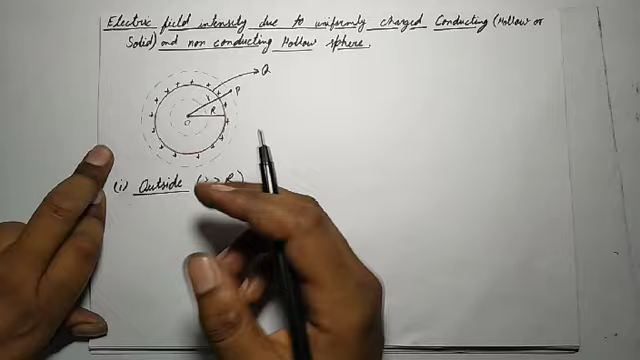 Electric field intensity due to uniformly charged Conducting (Hollow or
Solid) and non conducting Hollow sphere.
Q
P
r
R
O
(i) Outside (r > R)